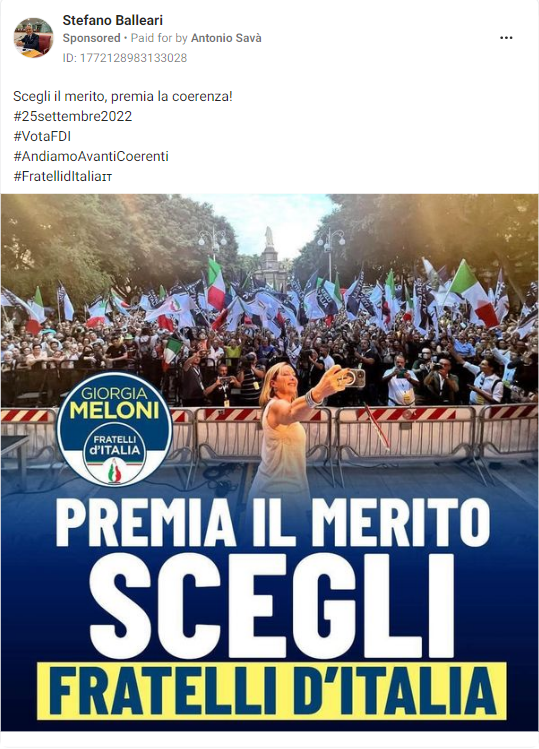 Stefano Balleari
Sponsored • Paid for by Antonio Savà
ID: 1772128983133028
Scegli il merito, premia la coerenza!
#25settembre2022
#VotaFDI
#AndiamoAvantiCoerenti
#FratellidItaliaIT
GIORGIA
MELONI
FRATELLI
d'ITALIA
PREMIA IL MERITO
SCEGLI
FRATELLI D'ITALIA